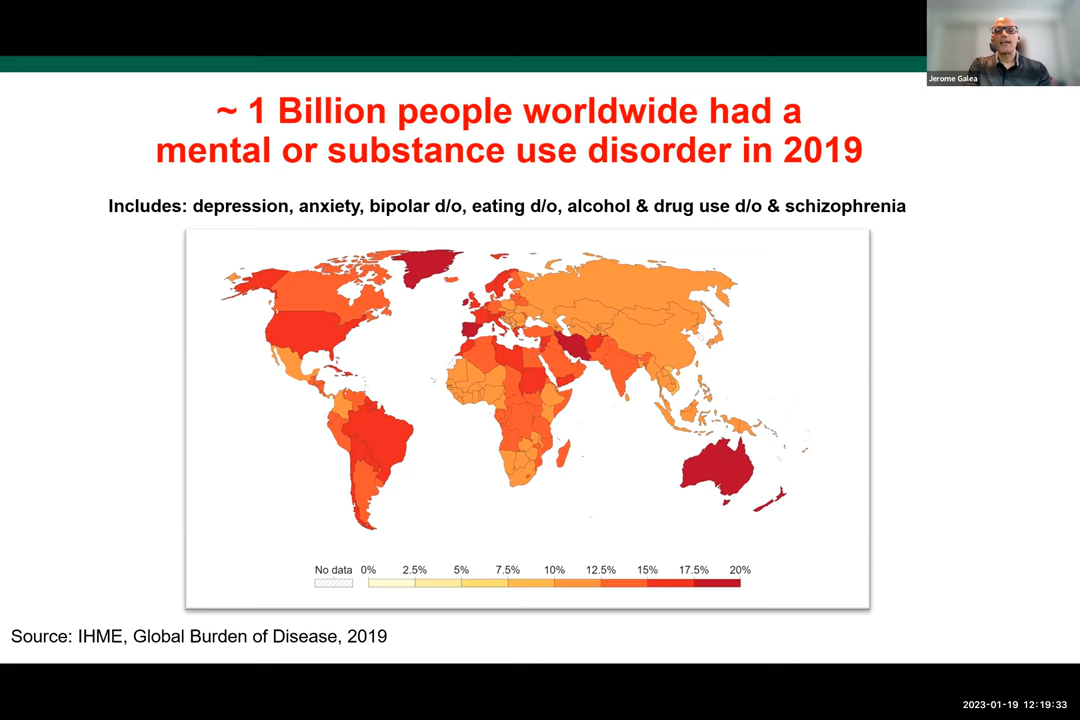 Jerome Galea
~ 1 Billion people worldwide had a
mental or substance use disorder in 2019
Includes: depression, anxiety, bipolar d/o, eating d/o, alcohol & drug use d/o & schizophrenia
No data 0% 2.5% 5% 7.5% 10% 12.5% 15% 17.5% 20%
Source: IHME, Global Burden of Disease, 2019
2023-01-19 12:19:33